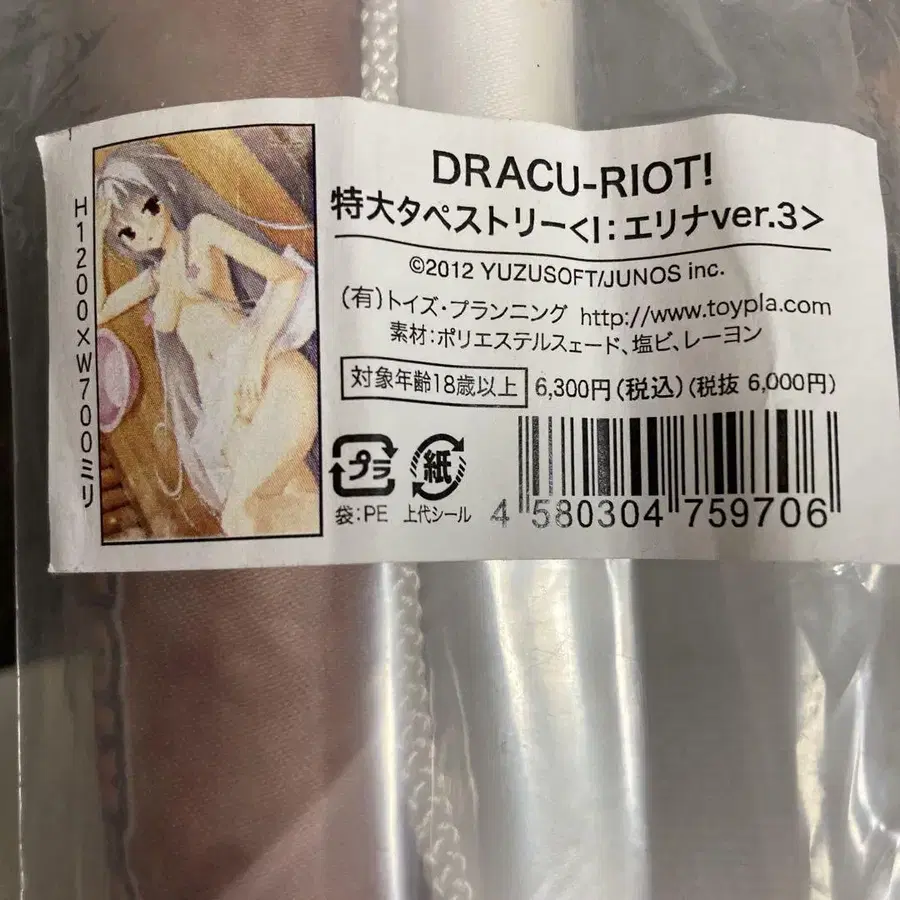 DRACU-RIOT!
特大タペストリー<I:エリナver.3>
©2012 YUZUSOFT/JUNOS inc.
(有)トイズ・プランニング http://www.toypla.com
素材:ポリエステルスェード、塩ビ、レーヨン
対象年齢18歳以上 6,300円(税込)(税抜 6,000円)
プラ 紙
袋:PE 上代シール 4 580304 759706
H1200×W700ミリ